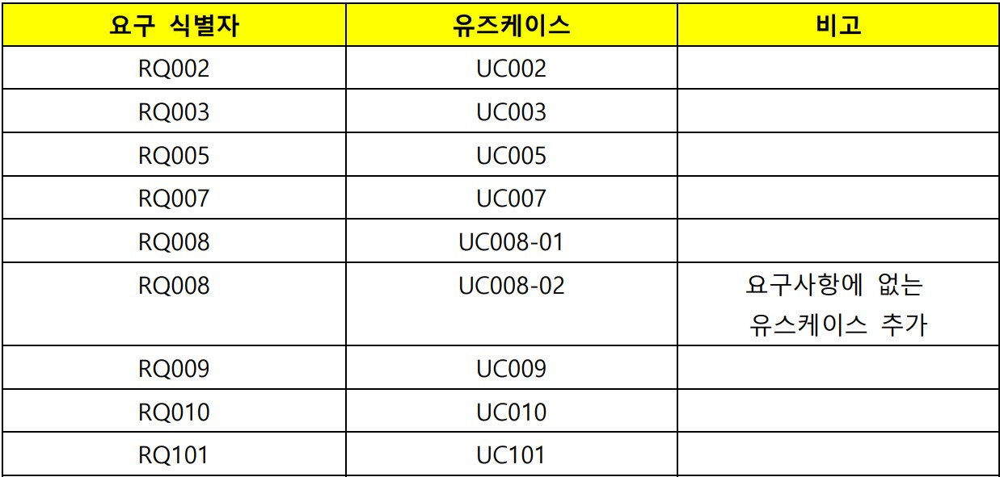 요구 식별자 유즈케이스 비고
RQ002 UC002
RQ003 UC003
RQ005 UC005
RQ007 UC007
RQ008 UC008-01
RQ008 UC008-02 요구사항에 없는
유스케이스 추가
RQ009 UC009
RQ010 UC010
RQ101 UC101